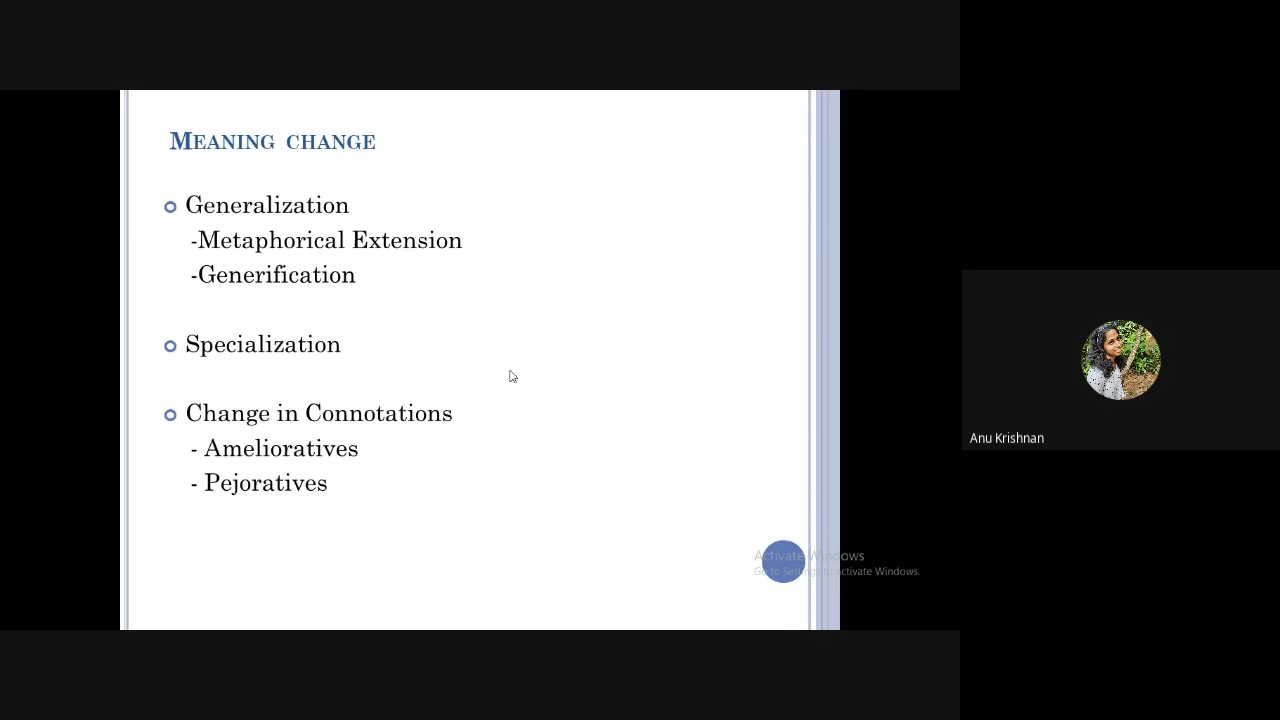 Meaning change
Generalization
-Metaphorical Extension
-Generification
Specialization
Change in Connotations
- Amelioratives
- Pejoratives
Activate Windows
Go to Settings to activate Windows.
Anu Krishnan